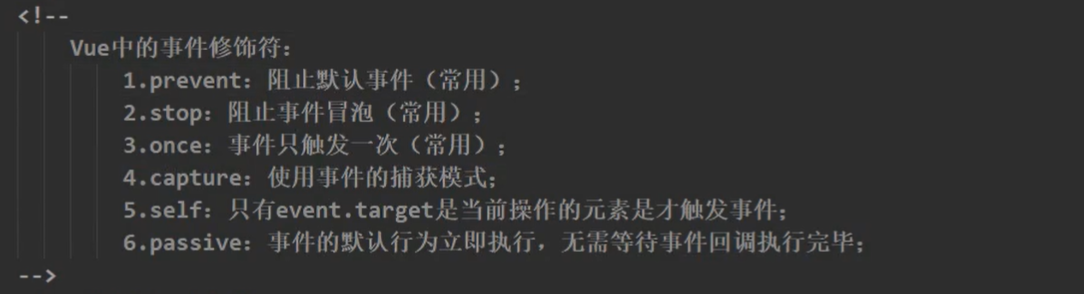 <!--
Vue中的事件修饰符：
1.prevent：阻止默认事件（常用）；
2.stop：阻止事件冒泡（常用）；
3.once：事件只触发一次（常用）；
4.capture：使用事件的捕获模式；
5.self：只有event.target是当前操作的元素是才触发事件；
6.passive：事件的默认行为立即执行，无需等待事件回调执行完毕；
-->